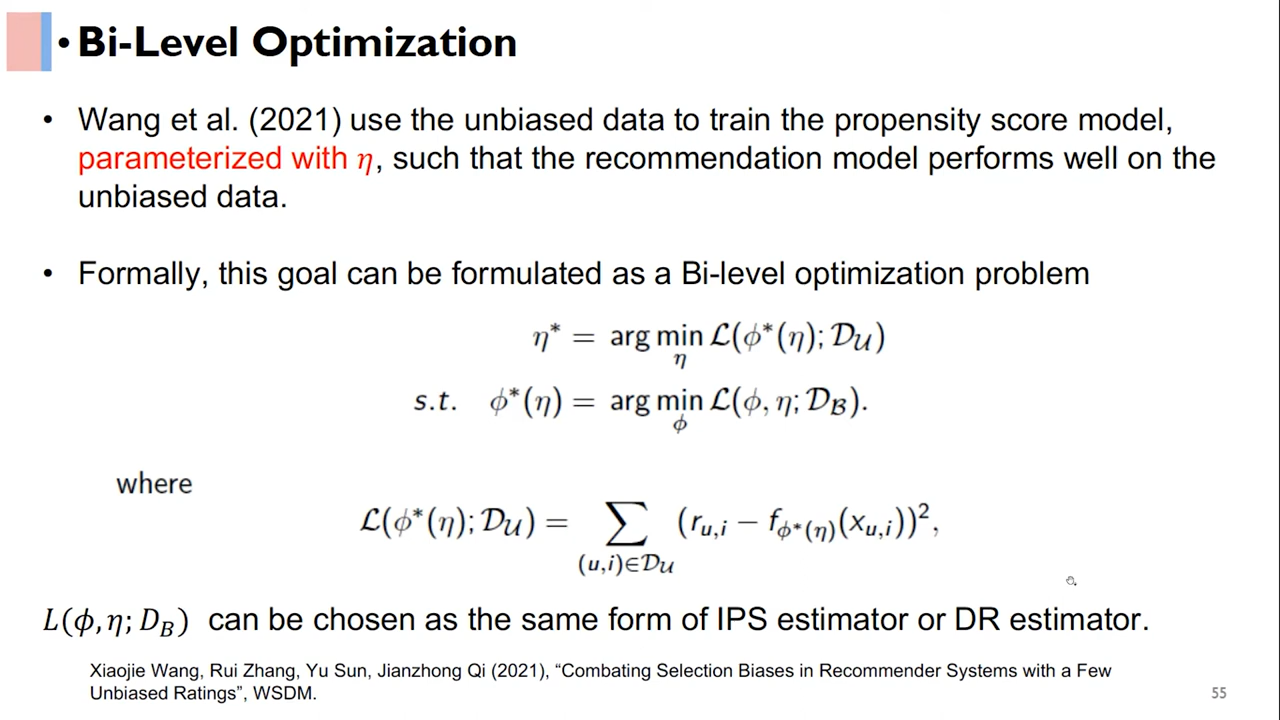 • Bi-Level Optimization
• Wang et al. (2021) use the unbiased data to train the propensity score model,
parameterized with η, such that the recommendation model performs well on the
unbiased data.
• Formally, this goal can be formulated as a Bi-level optimization problem
η* = arg min_η ℒ(ϕ*(η); 𝒟_𝒰)
s.t. ϕ*(η) = arg min_ϕ ℒ(ϕ, η; 𝒟_ℬ).
where
ℒ(ϕ*(η); 𝒟_𝒰) = ∑_{(u,i)∈𝒟_𝒰} (r_{u,i} − f_{ϕ*(η)}(x_{u,i}))²,
L(ϕ, η; D_B) can be chosen as the same form of IPS estimator or DR estimator.
Xiaojie Wang, Rui Zhang, Yu Sun, Jianzhong Qi (2021), “Combating Selection Biases in Recommender Systems with a Few
Unbiased Ratings”, WSDM.
55